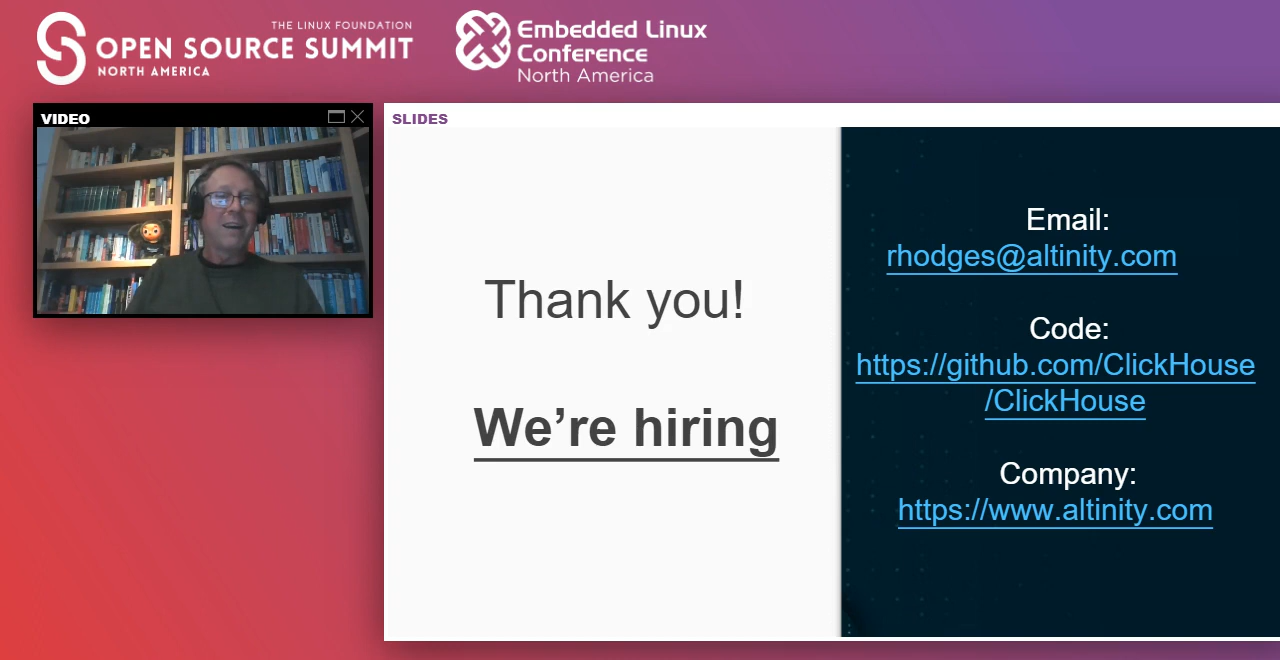 THE LINUX FOUNDATION
OPEN SOURCE SUMMIT
NORTH AMERICA
Embedded Linux
Conference
North America
VIDEO
SLIDES
Thank you!
We’re hiring
Email:
rhodges@altinity.com
Code:
https://github.com/ClickHouse
/ClickHouse
Company:
https://www.altinity.com